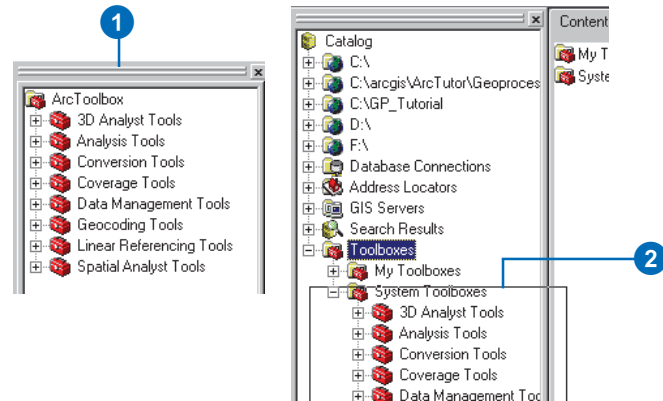 1
ArcToolbox
3D Analyst Tools
Analysis Tools
Conversion Tools
Coverage Tools
Data Management Tools
Geocoding Tools
Linear Referencing Tools
Spatial Analyst Tools
Catalog
C:\
C:\arcgis\ArcTutor\Geoproces
C:\GP_Tutorial
D:\
F:\
Database Connections
Address Locators
GIS Servers
Search Results
Toolboxes
My Toolboxes
System Toolboxes
3D Analyst Tools
Analysis Tools
Conversion Tools
Coverage Tools
Data Management Too
Content
My T
Syste
2